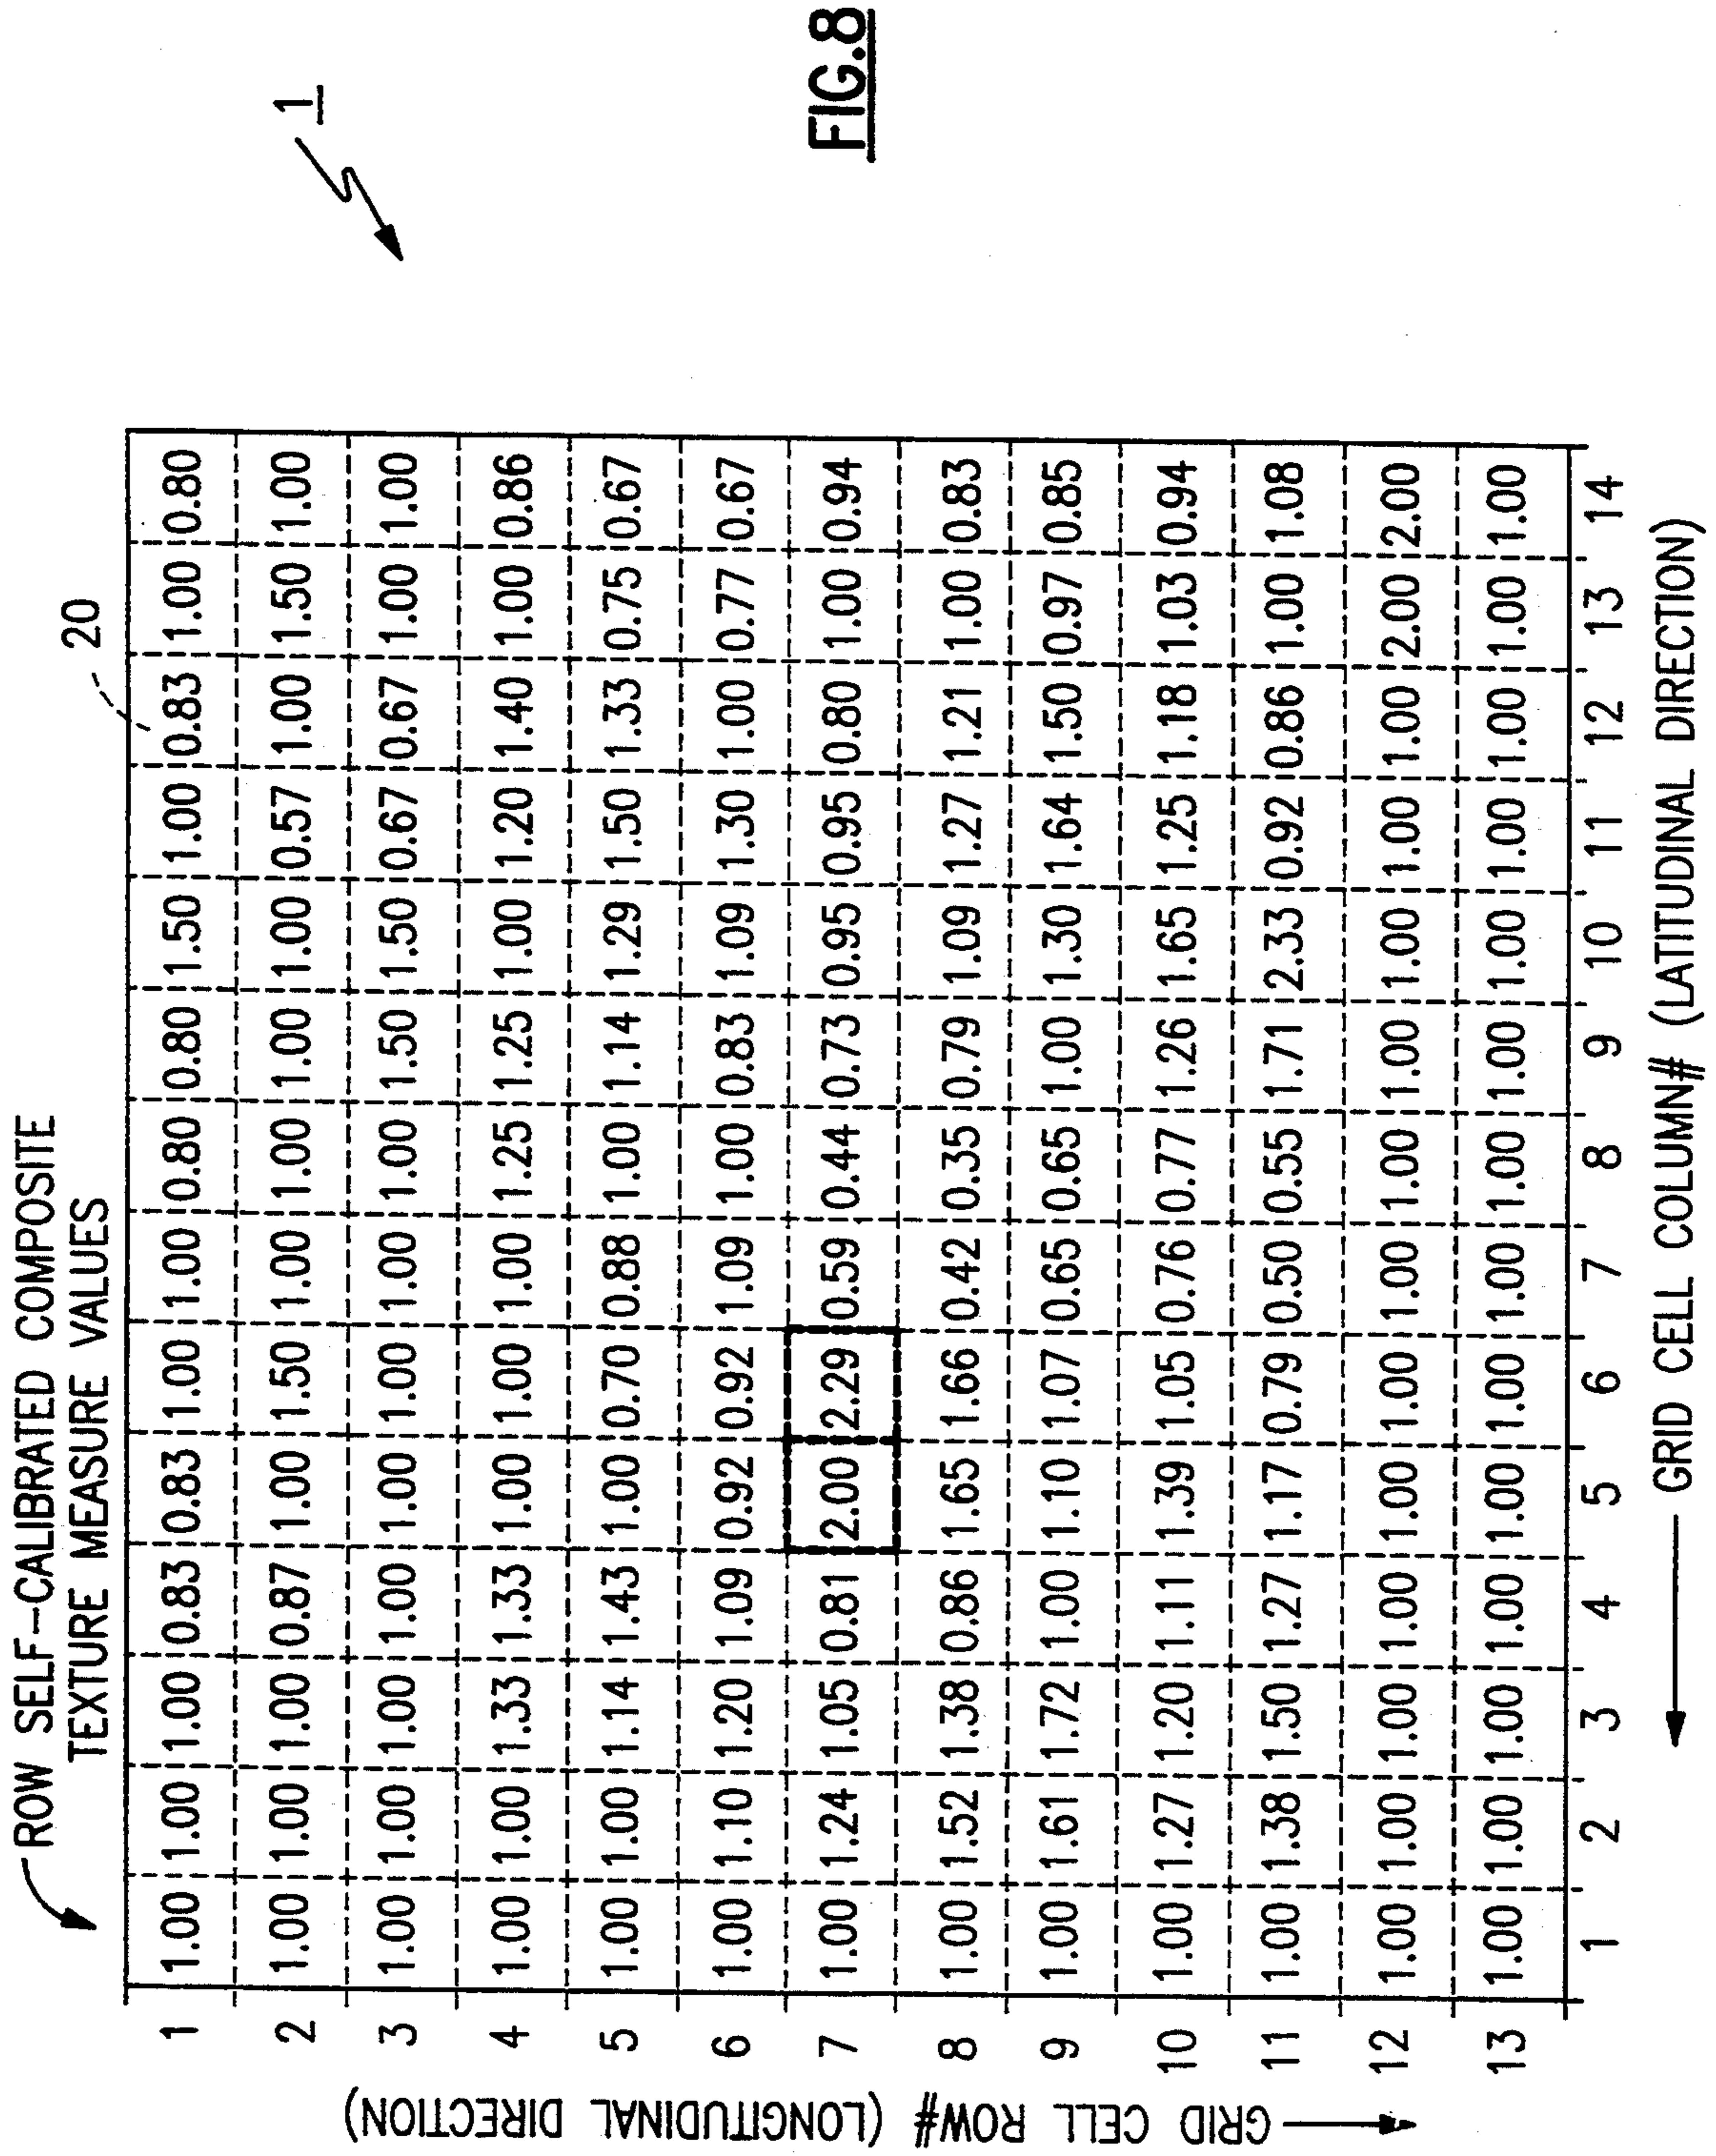 ROW SELF-CALIBRATED COMPOSITE
TEXTURE MEASURE VALUES
20
1
1 1.00 1.00 1.00 0.83 0.83 1.00 1.00 0.80 0.80 1.50 1.00 0.83 1.00 0.80
2 1.00 1.00 1.00 0.87 1.00 1.50 1.00 1.00 1.00 1.00 0.57 1.00 1.50 1.00
3 1.00 1.00 1.00 1.00 1.00 1.00 1.00 1.00 1.50 1.50 0.67 0.67 1.00 1.00
4 1.00 1.00 1.33 1.33 1.00 1.00 1.00 1.25 1.25 1.00 1.20 1.40 1.00 0.86
5 1.00 1.00 1.14 1.43 1.00 0.70 0.88 1.00 1.14 1.29 1.50 1.33 0.75 0.67
6 1.00 1.10 1.20 1.09 0.92 0.92 1.09 1.00 0.83 1.09 1.30 1.00 0.77 0.67
7 1.00 1.24 1.05 0.81 2.00 2.29 0.59 0.44 0.73 0.95 0.95 0.80 1.00 0.94
8 1.00 1.52 1.38 0.86 1.65 1.66 0.42 0.35 0.79 1.09 1.27 1.21 1.00 0.83
9 1.00 1.61 1.72 1.00 1.10 1.07 0.65 0.65 1.00 1.30 1.64 1.50 0.97 0.85
10 1.00 1.27 1.20 1.11 1.39 1.05 0.76 0.77 1.26 1.65 1.25 1.18 1.03 0.94
11 1.00 1.38 1.50 1.27 1.17 0.79 0.50 0.55 1.71 2.33 0.92 0.86 1.00 1.08
12 1.00 1.00 1.00 1.00 1.00 1.00 1.00 1.00 1.00 1.00 1.00 1.00 2.00 2.00
13 1.00 1.00 1.00 1.00 1.00 1.00 1.00 1.00 1.00 1.00 1.00 1.00 1.00 1.00
1 2 3 4 5 6 7 8 9 10 11 12 13 14
GRID CELL COLUMN# (LATITUDINAL DIRECTION)
GRID CELL ROW# (LONGITUDINAL DIRECTION)
FIG.8